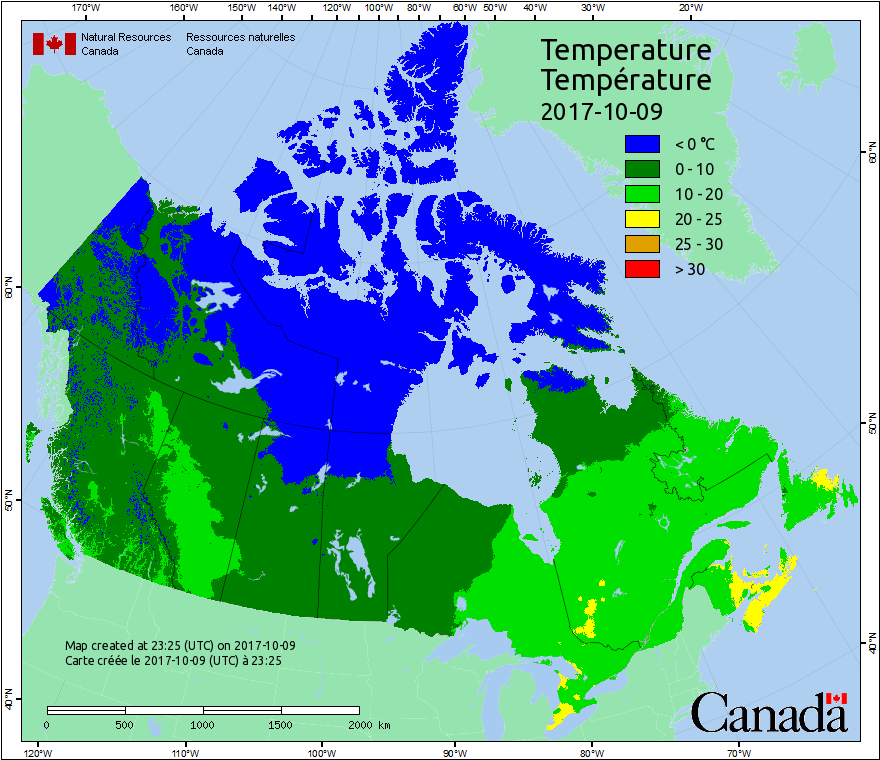 170°W 160°W 150°W 140°W 130°W 120°W 110°W 100°W 90°W 80°W 60°W 50°W 40°W 30°W 20°W
Natural Resources Canada
Ressources naturelles Canada
Temperature
Température
2017-10-09
< 0 °C
0 - 10
10 - 20
20 - 25
25 - 30
> 30
60°N
60°N
50°N
50°N
40°N
40°N
Map created at 23:25 (UTC) on 2017-10-09
Carte créée le 2017-10-09 (UTC) à 23:25
0 500 1000 1500 2000 km
Canada
120°W 110°W 100°W 90°W 80°W 70°W